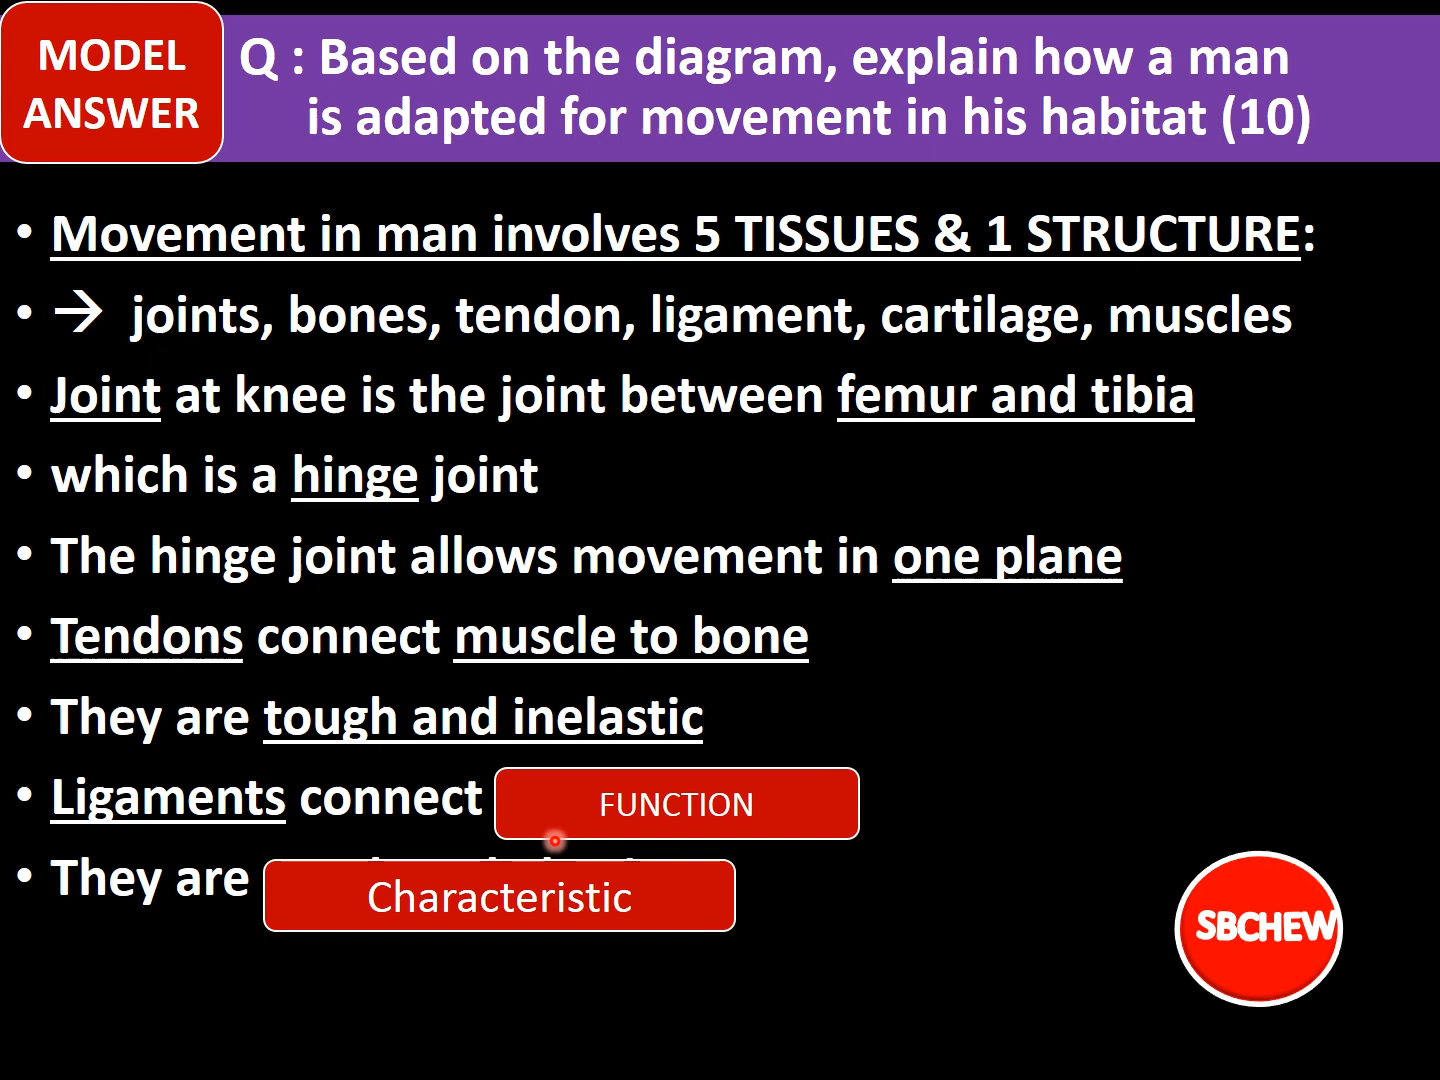 MODEL
ANSWER
Q : Based on the diagram, explain how a man
is adapted for movement in his habitat (10)
• Movement in man involves 5 TISSUES & 1 STRUCTURE:
• → joints, bones, tendon, ligament, cartilage, muscles
• Joint at knee is the joint between femur and tibia
• which is a hinge joint
• The hinge joint allows movement in one plane
• Tendons connect muscle to bone
• They are tough and inelastic
• Ligaments connect FUNCTION
• They are Characteristic
SBCHEW